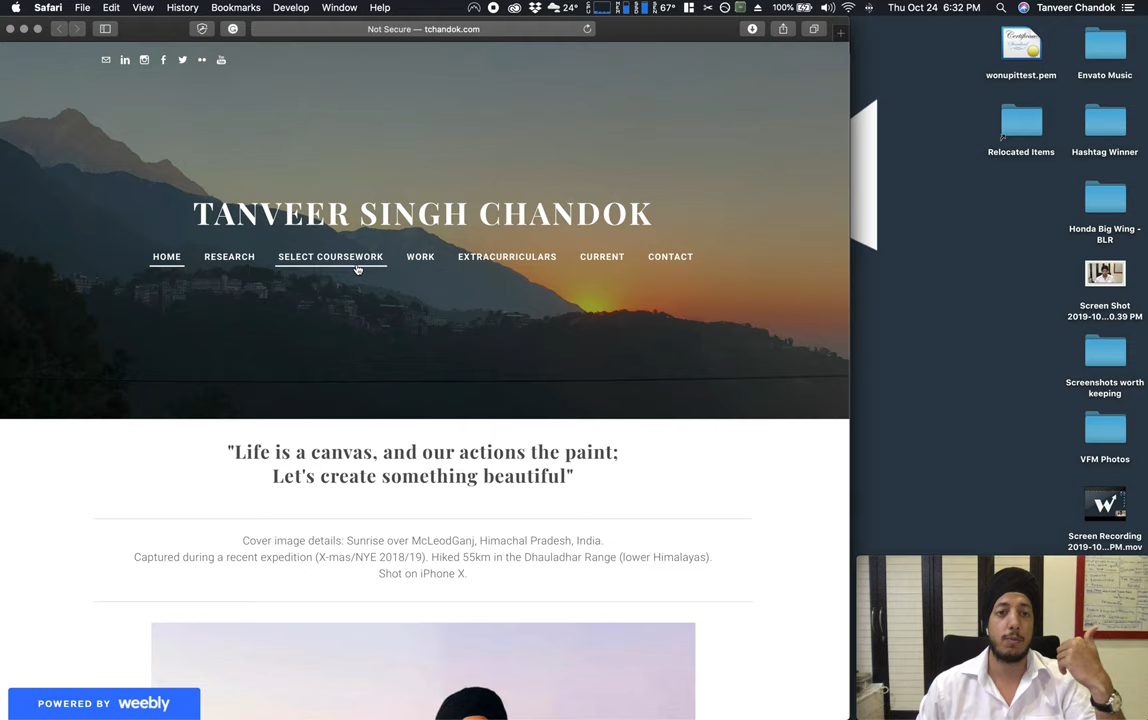 Safari File Edit View History Bookmarks Develop Window Help
24° 67° 100% Thu Oct 24 6:32 PM Tanveer Chandok
Not Secure — tchandok.com
TANVEER SINGH CHANDOK
HOME RESEARCH SELECT COURSEWORK WORK EXTRACURRICULARS CURRENT CONTACT
"Life is a canvas, and our actions the paint;
Let's create something beautiful"
Cover image details: Sunrise over McLeodGanj, Himachal Pradesh, India.
Captured during a recent expedition (X-mas/NYE 2018/19). Hiked 55km in the Dhauladhar Range (lower Himalayas).
Shot on iPhone X.
POWERED BY weebly
Certificate
Standard
wonupittest.pem
Envato Music
Relocated Items
Hashtag Winner
Honda Big Wing -
BLR
Screen Shot
2019-10...0.39 PM
Screenshots worth
keeping
VFM Photos
Screen Recording
2019-10...PM.mov